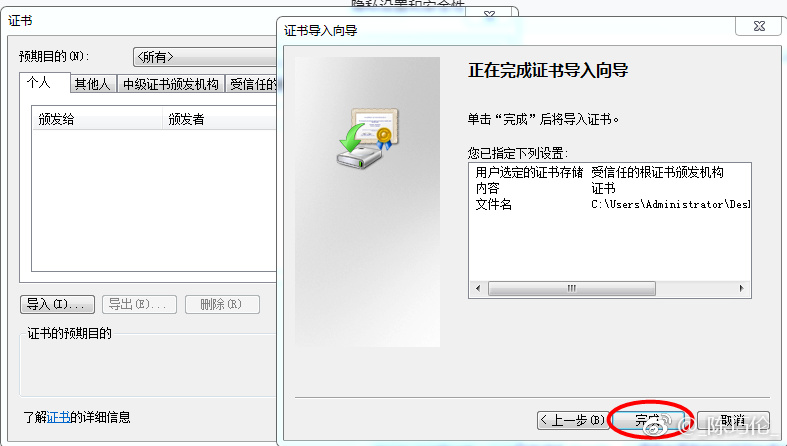 隐私设置和安全性
证书
预期目的(N):
<所有>
个人
其他人
中级证书颁发机构
受信任的
颁发给
颁发者
导入(I)...
导出(E)...
删除(R)
证书的预期目的
了解证书的详细信息
证书导入向导
正在完成证书导入向导
单击“完成”后将导入证书。
您已指定下列设置:
用户选定的证书存储 受信任的根证书颁发机构
内容 证书
文件名 C:\Users\Administrator\Des
<上一步(B)
完成
取消